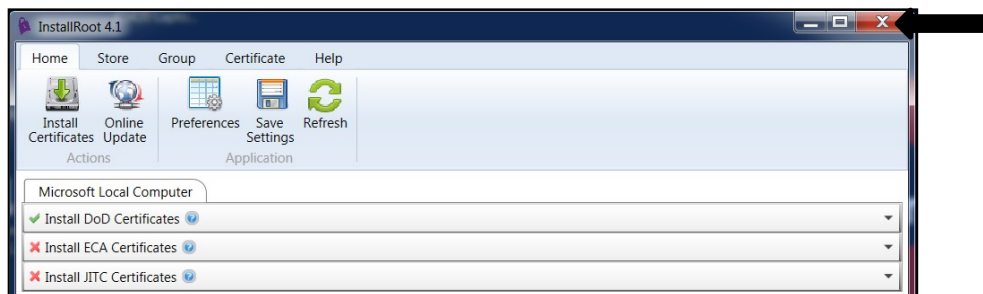 InstallRoot 4.1
Home Store Group Certificate Help
Install Certificates Online Update Preferences Save Settings Refresh
Actions Application
Microsoft Local Computer
Install DoD Certificates
Install ECA Certificates
Install JITC Certificates